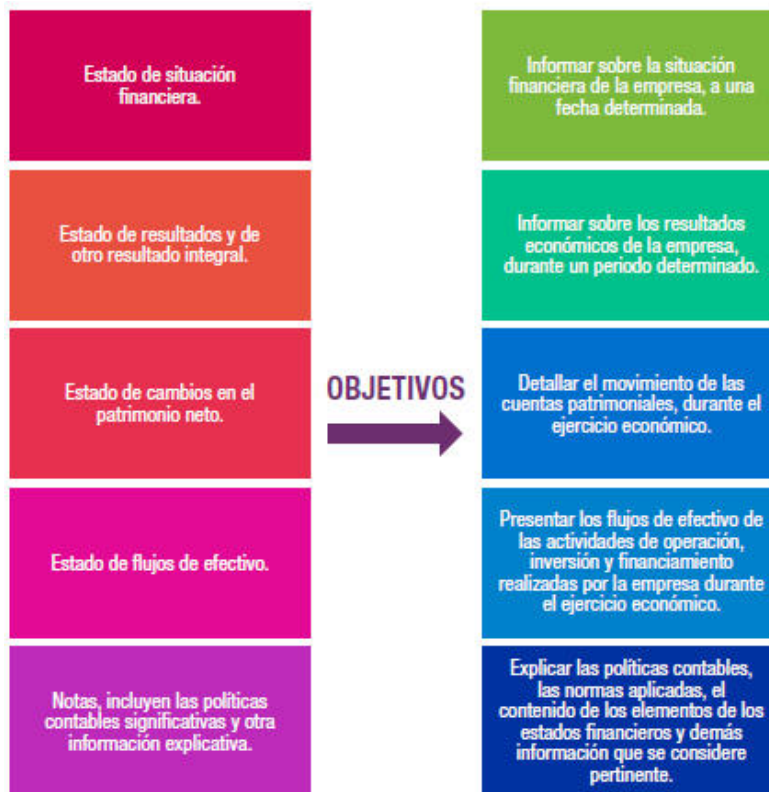 Estado de situación
financiera.
Informar sobre la situación
financiera de la empresa, a una
fecha determinada.
Estado de resultados y de
otro resultado integral.
Informar sobre los resultados
económicos de la empresa,
durante un periodo determinado.
Estado de cambios en el
patrimonio neto.
OBJETIVOS
Detallar el movimiento de las
cuentas patrimoniales, durante el
ejercicio económico.
Estado de flujos de efectivo.
Presentar los flujos de efectivo de
las actividades de operación,
inversión y financiamiento
realizadas por la empresa durante
el ejercicio económico.
Notas, incluyen las políticas
contables significativas y otra
información explicativa.
Explicar las políticas contables,
las normas aplicadas, el
contenido de los elementos de los
estados financieros y demás
información que se considere
pertinente.